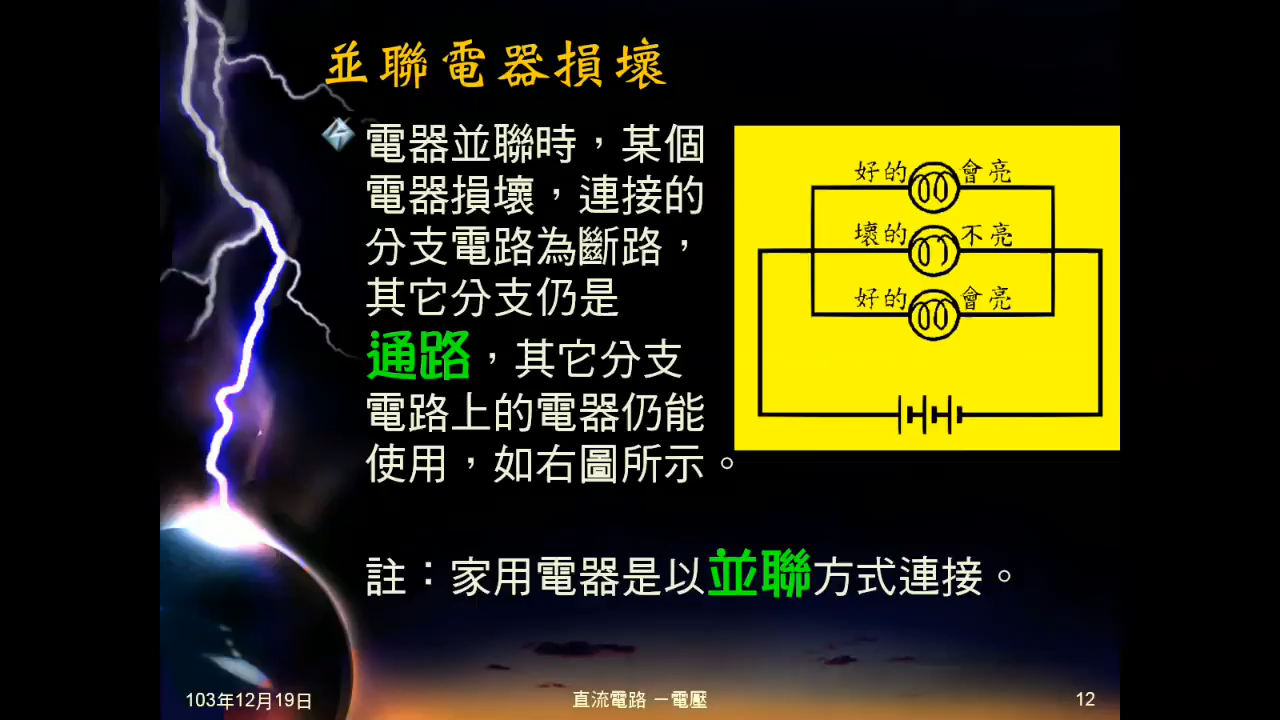 並聯電器損壞
電器並聯時，某個
電器損壞，連接的
分支電路為斷路，
其它分支仍是
通路，其它分支
電路上的電器仍能
使用，如右圖所示。
好的 會亮
壞的 不亮
好的 會亮
註：家用電器是以並聯方式連接。
103年12月19日
直流電路 －電壓
12